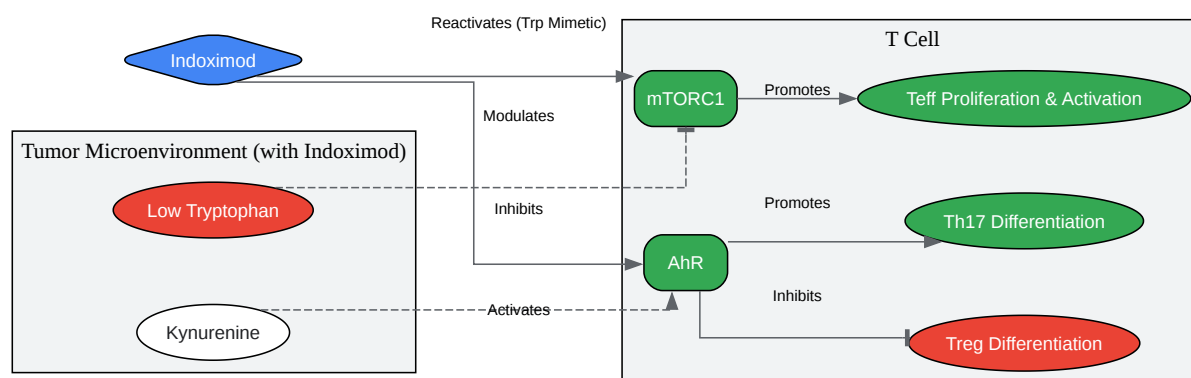 Reactivates (Trp Mimetic)
T Cell
Indoximod
mTORC1
Promotes
Teff Proliferation & Activation
Modulates
Tumor Microenvironment (with Indoximod)
Low Tryptophan
Inhibits
Promotes
Th17 Differentiation
AhR
Inhibits
Activates
Kynurenine
Treg Differentiation